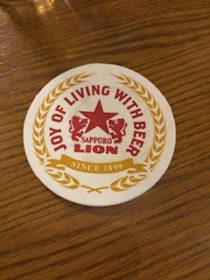 JOY OF LIVING WITH BEER
SAPPORO
LION
SINCE 1899